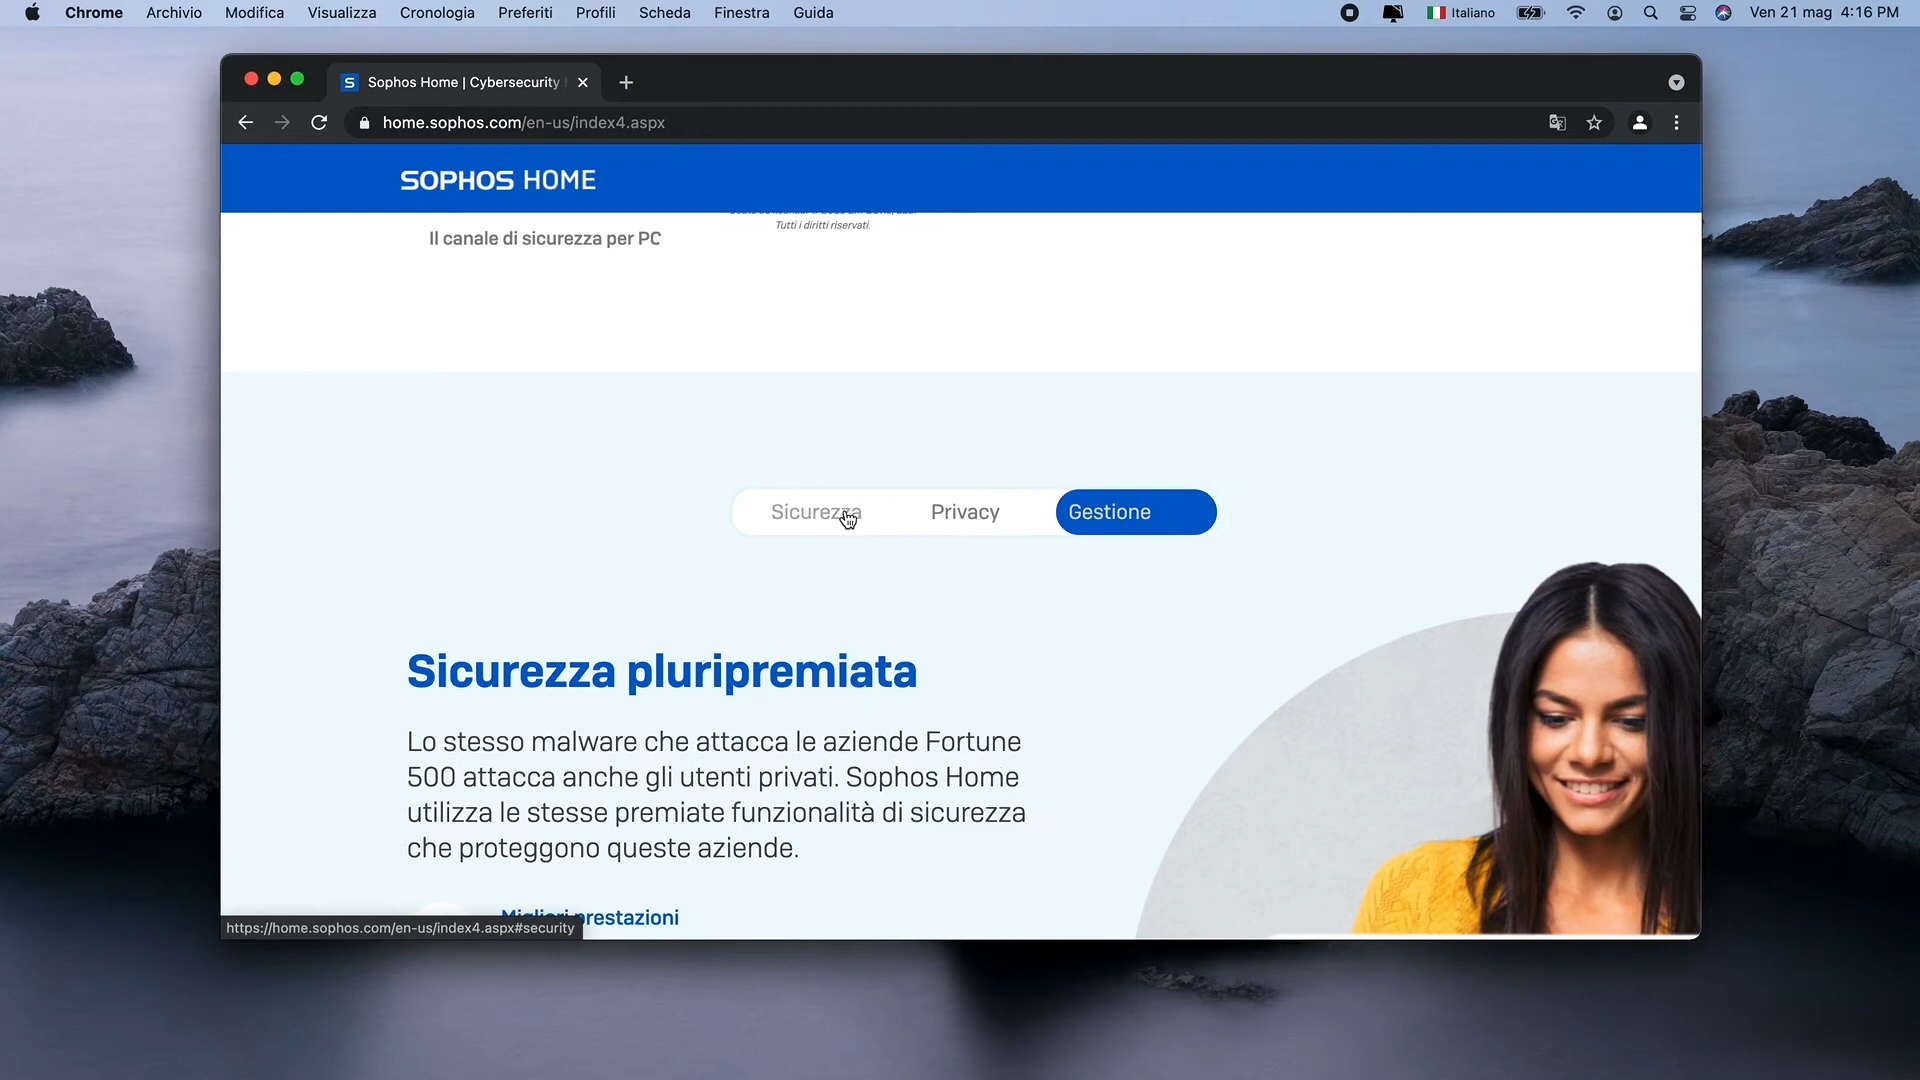 Chrome Archivio Modifica Visualizza Cronologia Preferiti Profili Scheda Finestra Guida Italiano Ven 21 mag 4:16 PM
S Sophos Home | Cybersecurity
home.sophos.com/en-us/index4.aspx
SOPHOS HOME
Tutti i diritti riservati.
Il canale di sicurezza per PC
Sicurezza Privacy Gestione
Sicurezza pluripremiata
Lo stesso malware che attacca le aziende Fortune
500 attacca anche gli utenti privati. Sophos Home
utilizza le stesse premiate funzionalità di sicurezza
che proteggono queste aziende.
Migliori prestazioni
https://home.sophos.com/en-us/index4.aspx#security